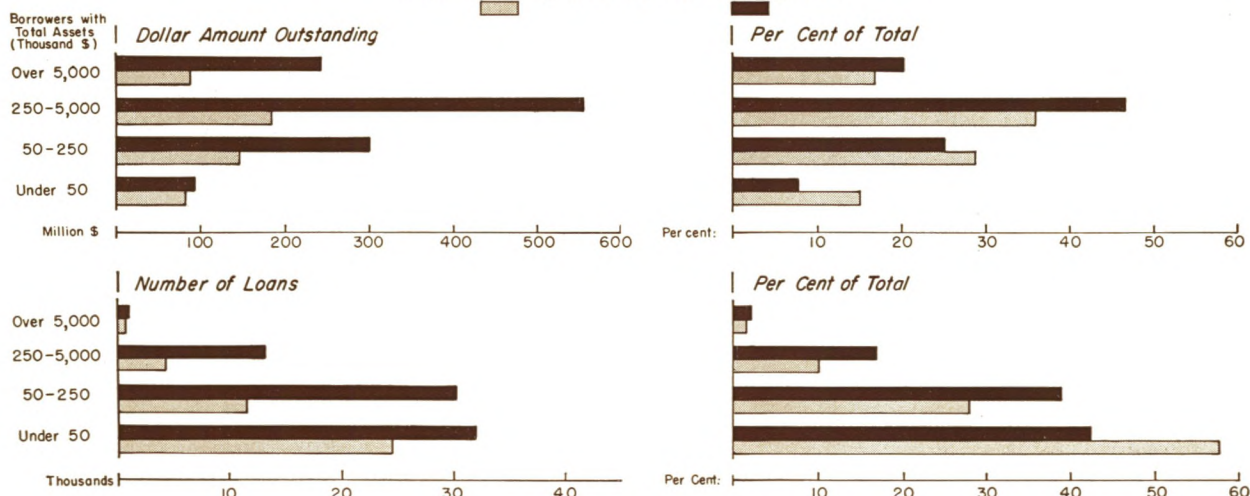 Borrowers with
Total Assets
(Thousand $)
Dollar Amount Outstanding
Over 5,000
250-5,000
50-250
Under 50
Million $ 100 200 300 400 500 600
Per Cent of Total
Per cent: 10 20 30 40 50 60
Number of Loans
Over 5,000
250-5,000
50-250
Under 50
Thousands 10 20 30 40
Per Cent of Total
Per Cent: 10 20 30 40 50 60